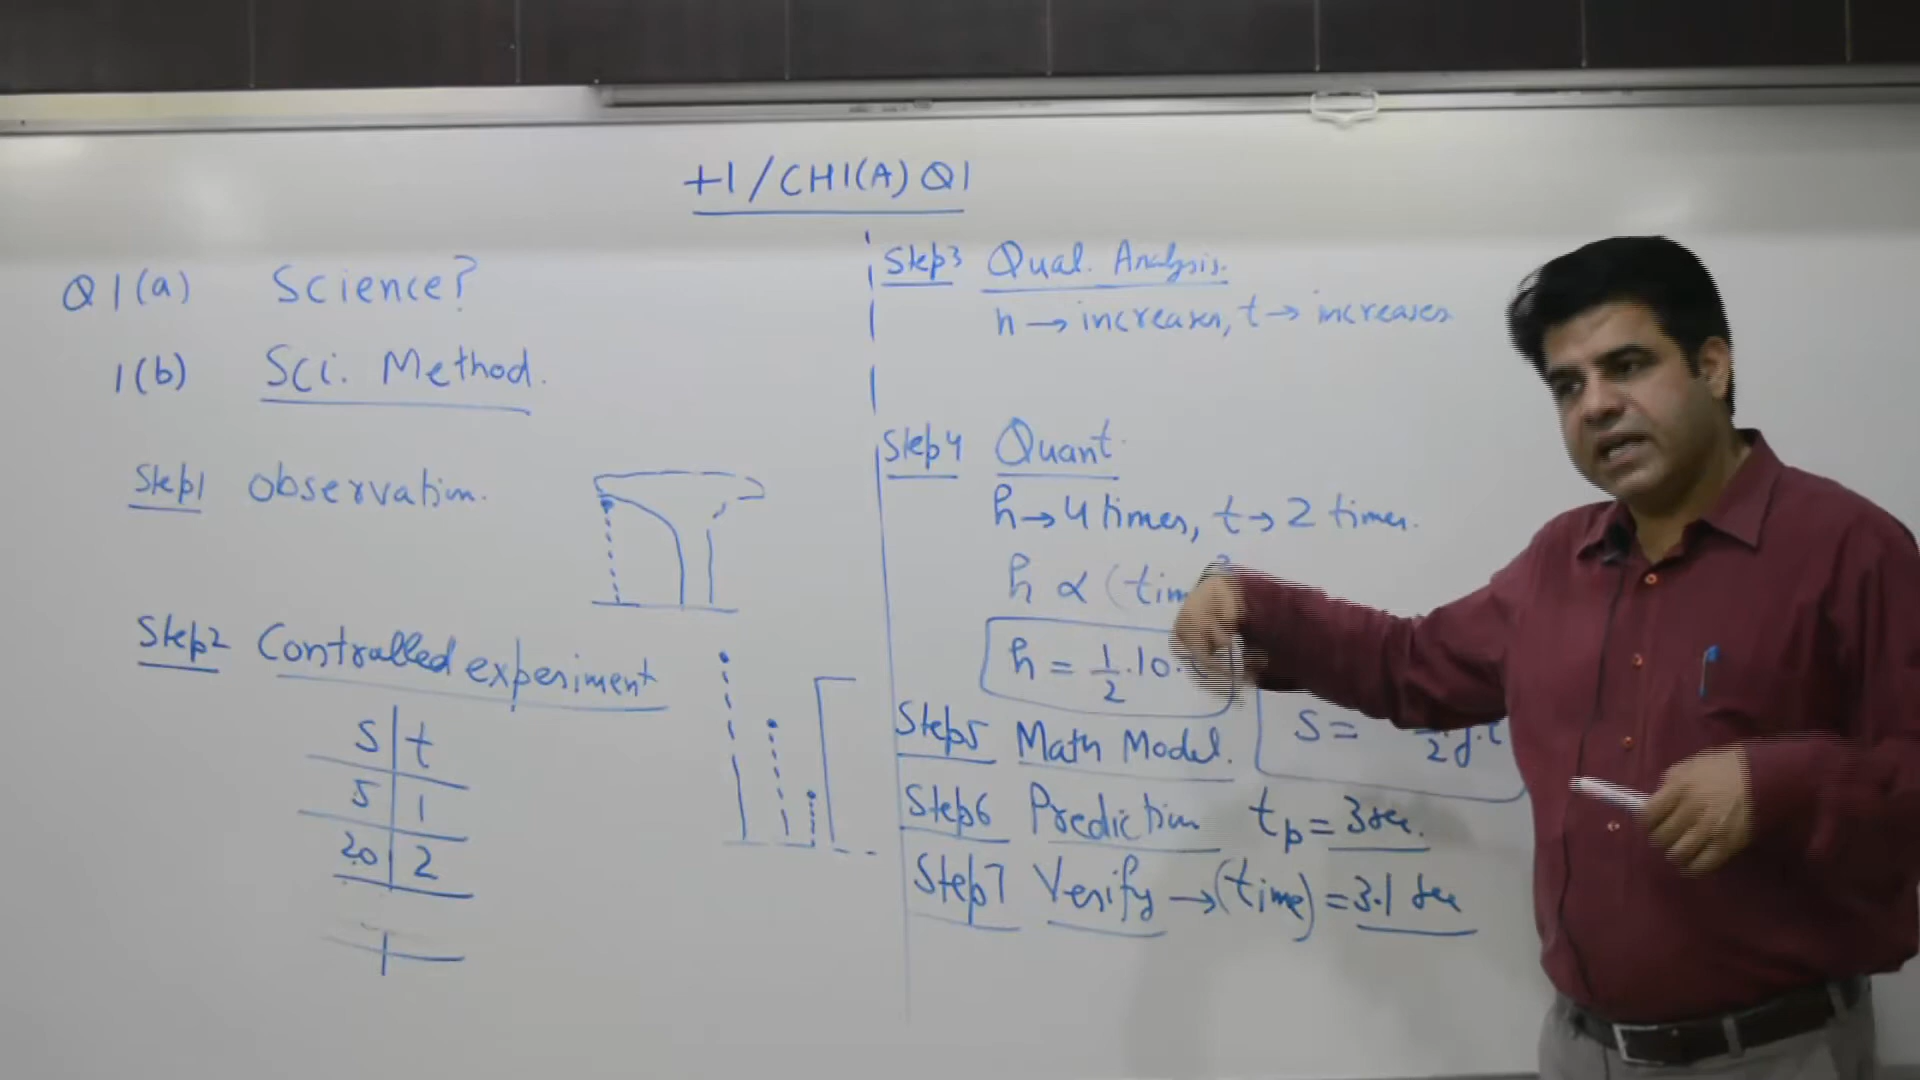 +1/CH1(A) Q1
Q1(a) Science?
1(b) Sci. Method.
Step1 Observation.
Step2 Controlled experiment
S t
5 1
20 2
Step3 Qual. Analysis.
h → increases, t → increases
Step4 Quant.
h → 4 times, t → 2 times.
h ∝ (tim
h = 1/2 . 10 .
Step5 Math Model. S =
Step6 Prediction tp = 3 sec.
Step7 Verify → (time) = 3.1 sec